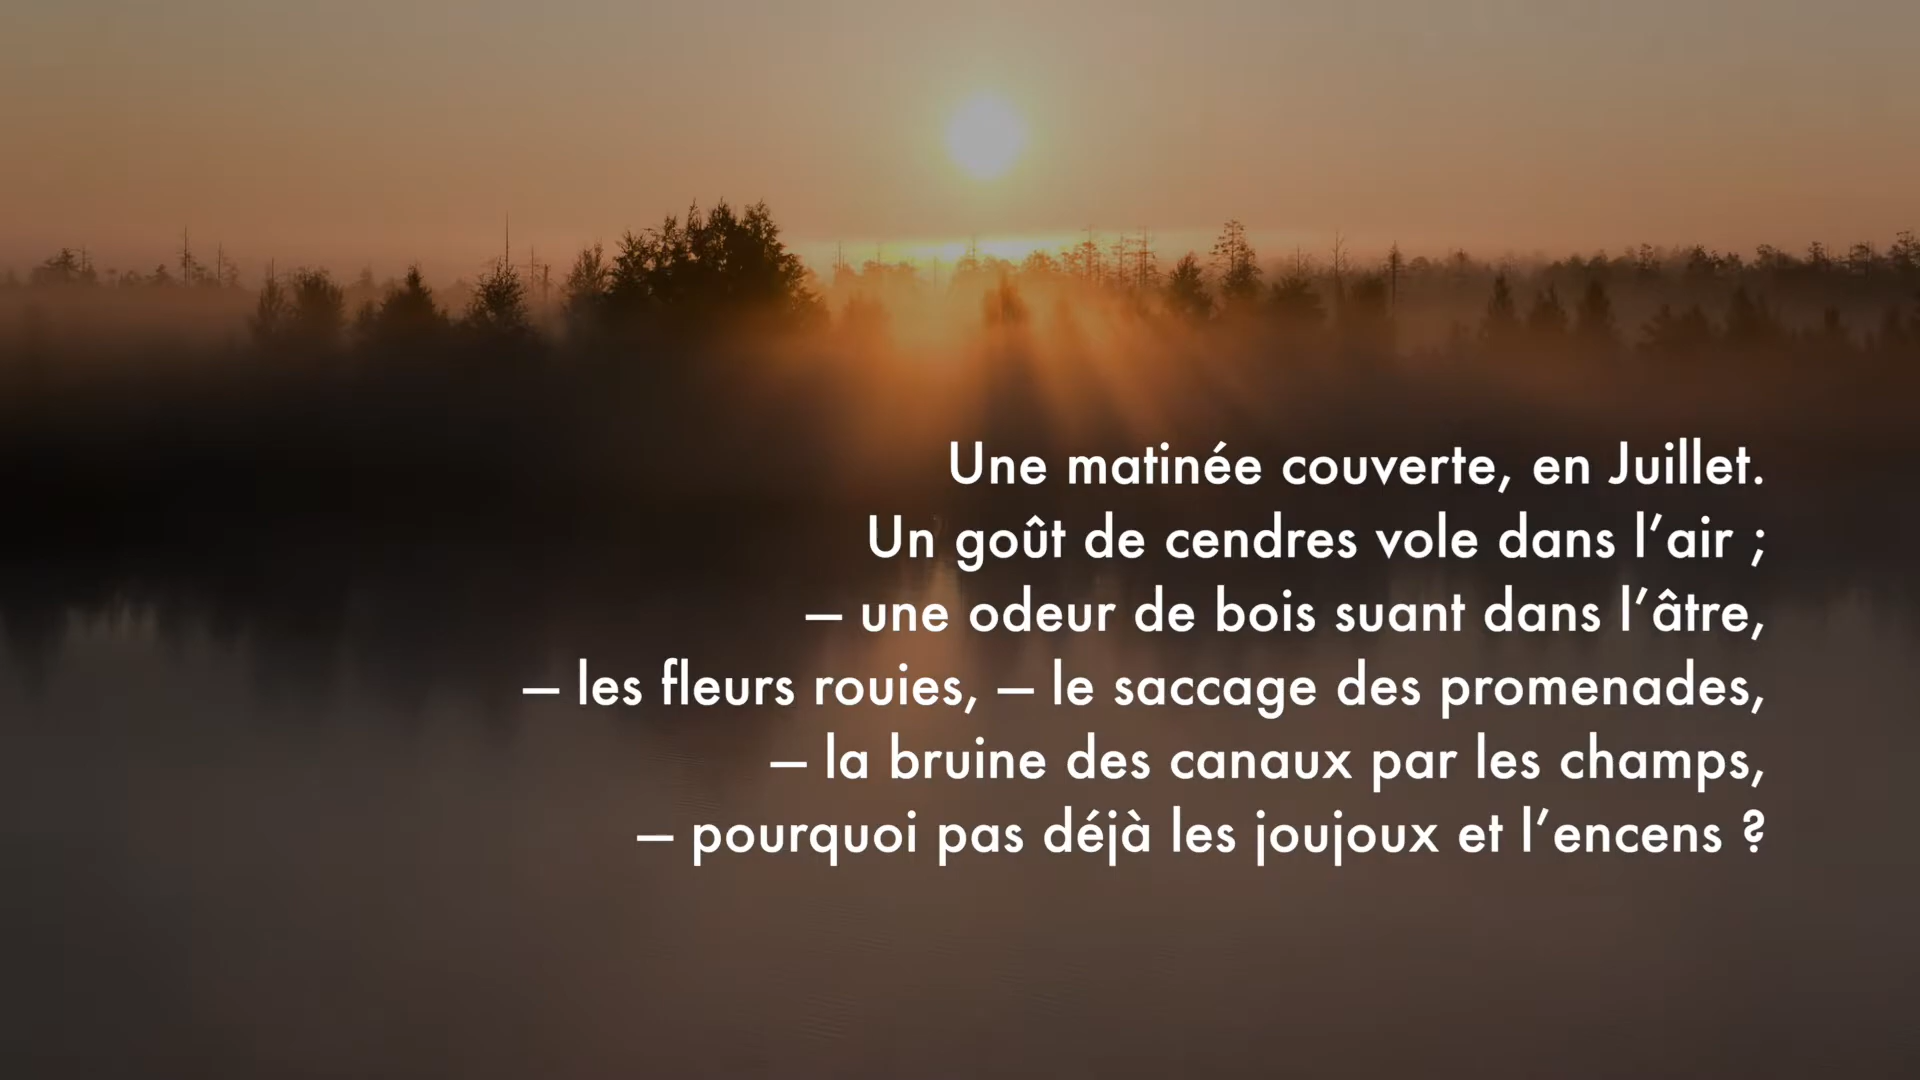 Une matinée couverte, en Juillet.
Un goût de cendres vole dans l’air ;
— une odeur de bois suant dans l’âtre,
— les fleurs rouies, — le saccage des promenades,
— la bruine des canaux par les champs,
— pourquoi pas déjà les joujoux et l’encens ?